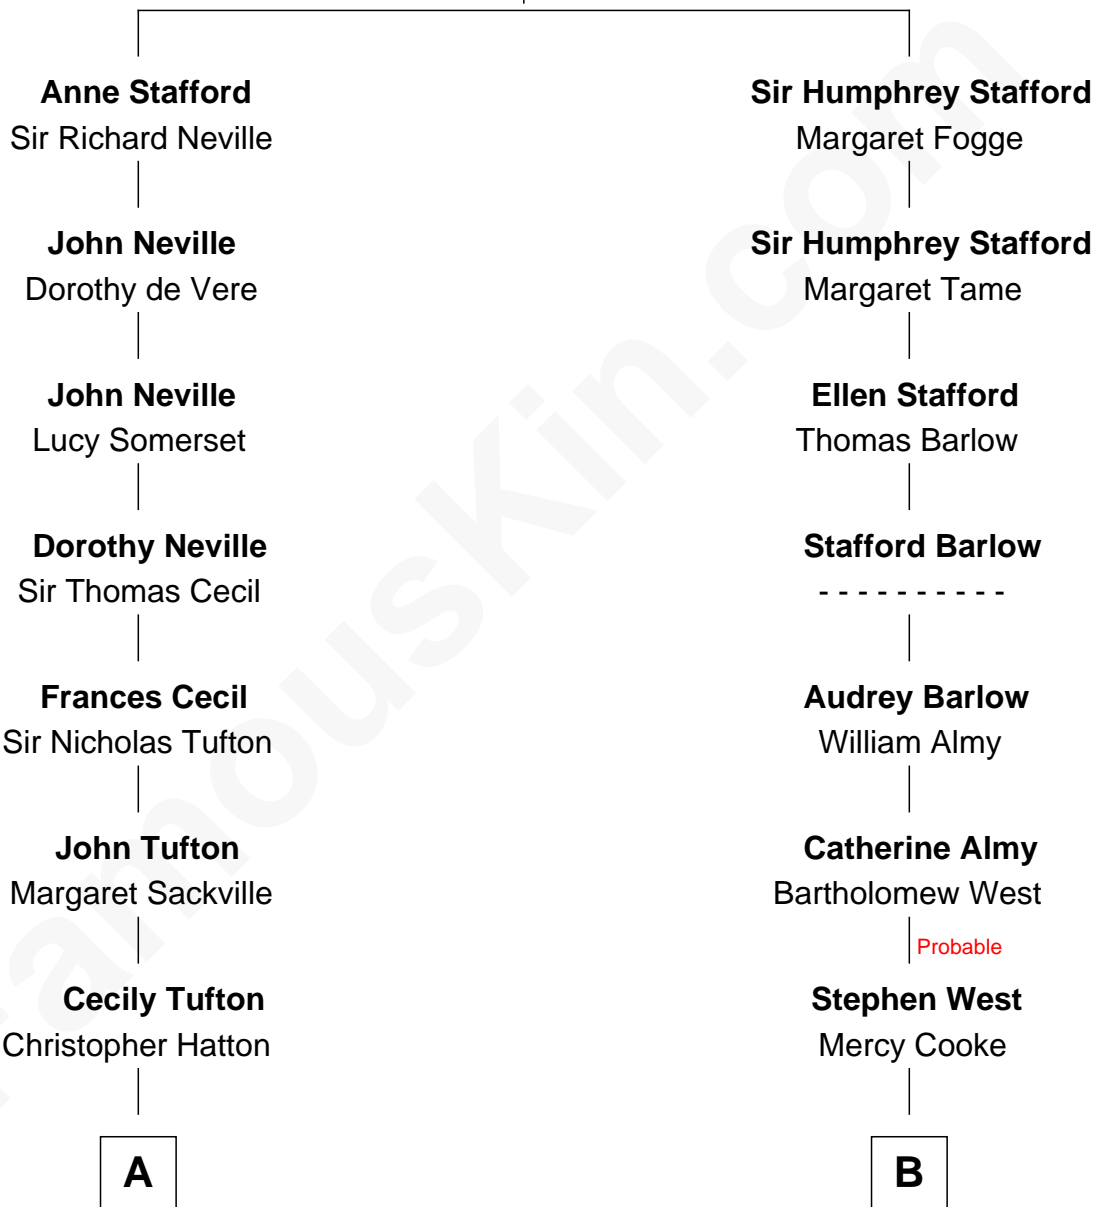 Anne Stafford
Sir Richard Neville
John Neville
Dorothy de Vere
John Neville
Lucy Somerset
Dorothy Neville
Sir Thomas Cecil
Frances Cecil
Sir Nicholas Tufton
John Tufton
Margaret Sackville
Cecily Tufton
Christopher Hatton
A
Sir Humphrey Stafford
Margaret Fogge
Sir Humphrey Stafford
Margaret Tame
Ellen Stafford
Thomas Barlow
Stafford Barlow
- - - - - - - - - -
Audrey Barlow
William Almy
Catherine Almy
Bartholomew West
Probable
Stephen West
Mercy Cooke
B
FamousKin.com